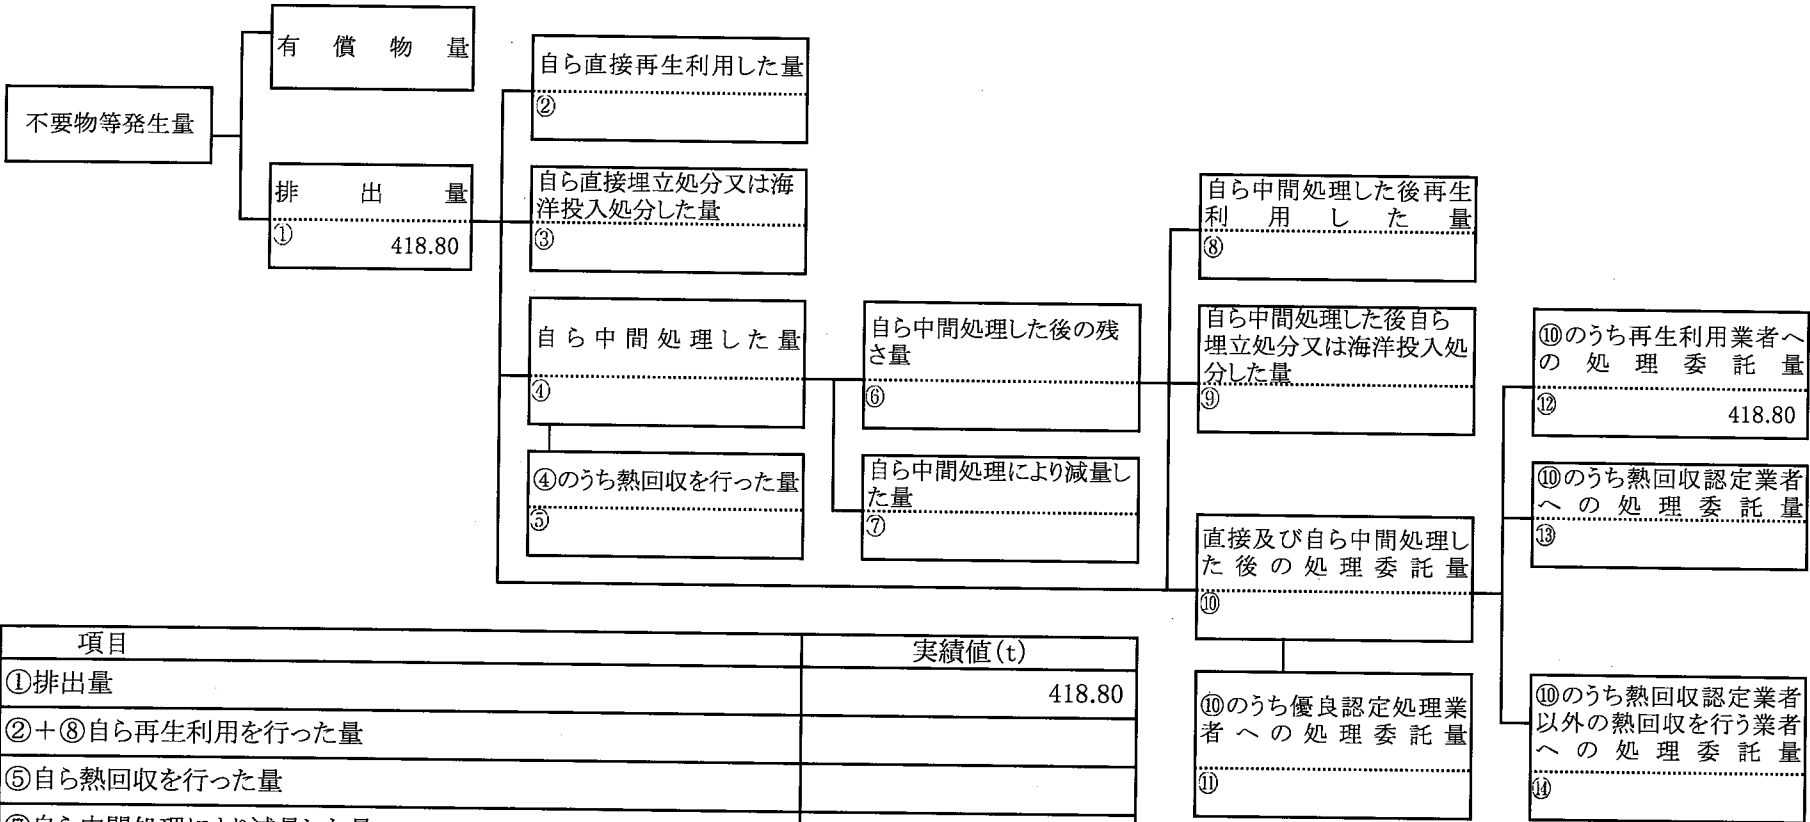 有償物量
不要物等発生量
排出量
①
418.80
自ら直接再生利用した量
②
自ら直接埋立処分又は海
洋投入処分した量
③
自ら中間処理した量
④
④のうち熱回収を行った量
⑤
自ら中間処理した後の残
さ量
⑥
自ら中間処理により減量し
た量
⑦
自ら中間処理した後再生
利用した量
⑧
自ら中間処理した後自ら
埋立処分又は海洋投入処
分した量
⑨
直接及び自ら中間処理し
た後の処理委託量
⑩
⑩のうち優良認定処理業
者への処理委託量
⑪
⑩のうち再生利用業者へ
の処理委託量
⑫
418.80
⑩のうち熱回収認定業者
への処理委託量
⑬
⑩のうち熱回収認定業者
以外の熱回収を行う業者
への処理委託量
⑭
項目 実績値(t)
①排出量 418.80
②+⑧自ら再生利用を行った量
⑤自ら熱回収を行った量
⑦自ら中間処理により減量した量